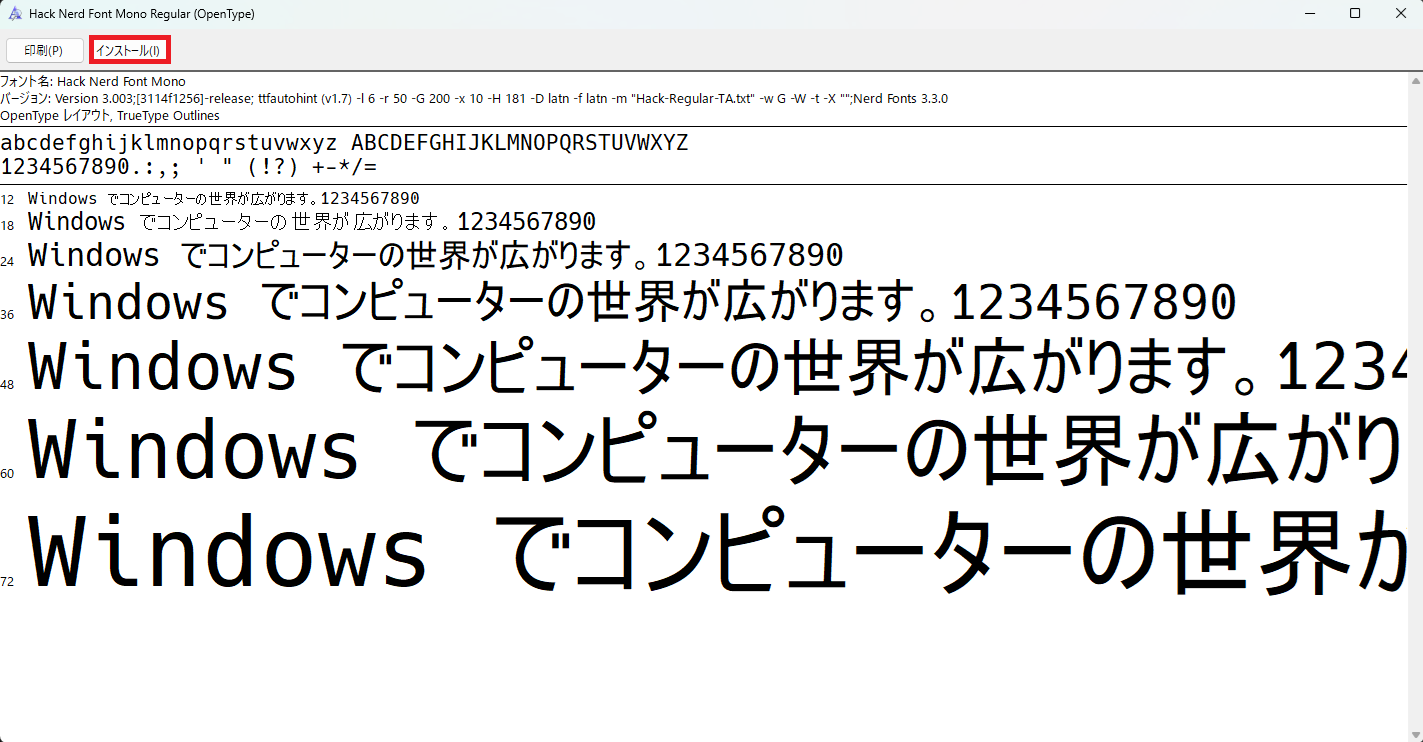 Hack Nerd Font Mono Regular (OpenType)
印刷(P) インストール(I)
フォント名: Hack Nerd Font Mono
バージョン: Version 3.003;[3114f1256]-release; ttfautohint (v1.7) -l 6 -r 50 -G 200 -x 10 -H 181 -D latn -f latn -m "Hack-Regular-TA.txt" -w G -W -t -X "";Nerd Fonts 3.3.0
OpenType レイアウト, TrueType Outlines
abcdefghijklmnopqrstuvwxyz ABCDEFGHIJKLMNOPQRSTUVWXYZ
1234567890.:,; ' " (!?) +-*/=
12 Windows でコンピューターの世界が広がります。1234567890
18 Windows でコンピューターの世界が広がります。1234567890
24 Windows でコンピューターの世界が広がります。1234567890
36 Windows でコンピューターの世界が広がります。1234567890
48 Windows でコンピューターの世界が広がります。1234
60 Windows でコンピューターの世界が広がり
72 Windows でコンピューターの世界が